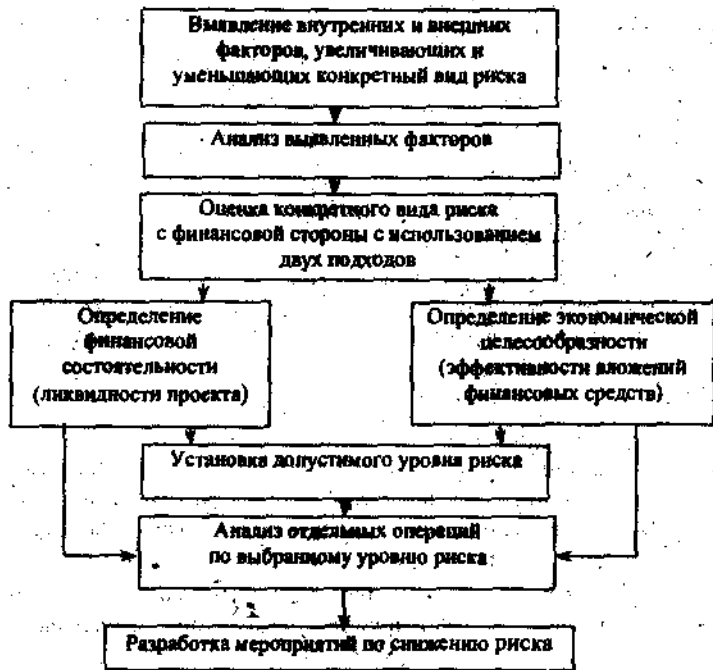 Выявление внутренних и внешних
факторов, увеличивающих и
уменьшающих конкретный вид риска
Анализ выявленных факторов
Оценка конкретного вида риска
с финансовой стороны с использованием
двух подходов
Определение
финансовой
состоятельности
(ликвидности проекта)
Определение экономической
целесообразности
(эффективности вложений
финансовых средств)
Установка допустимого уровня риска
Анализ отдельных операций
по выбранному уровню риска
Разработка мероприятий по снижению риска